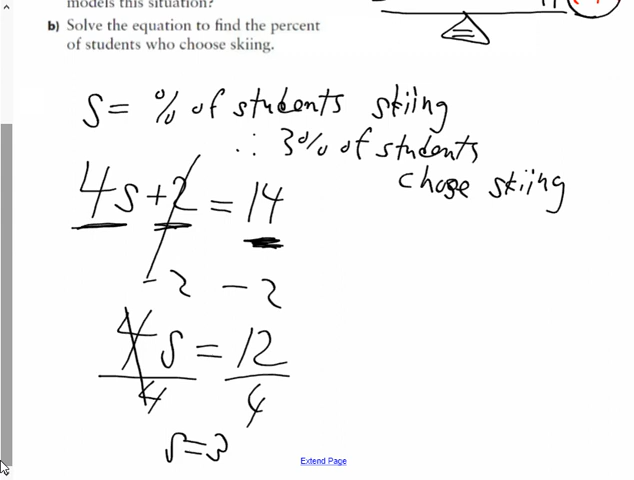 models this situation?
b) Solve the equation to find the percent
of students who choose skiing.
S = % of students skiing
∴ 3% of students
chose skiing
4s + 2 = 14
- 2 - 2
4s = 12
4 4
s = 3
Extend Page